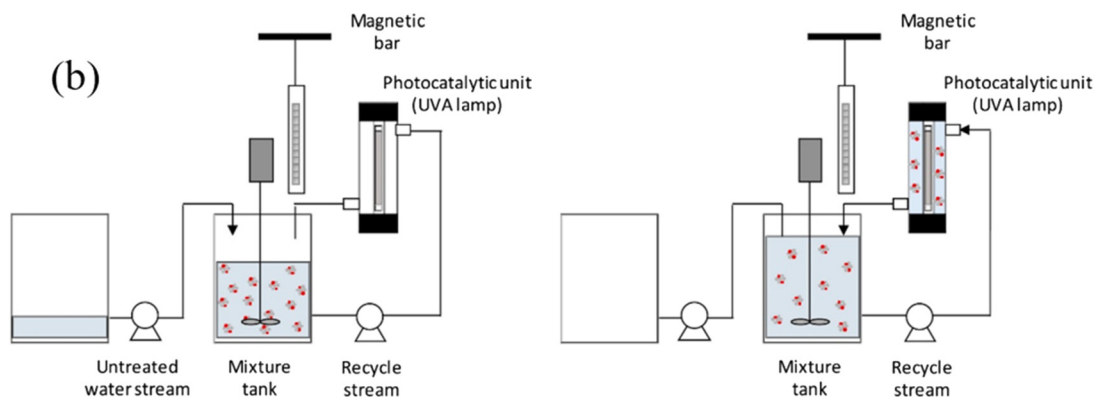 (b)
Magnetic
bar
Photocatalytic unit
(UVA lamp)
Untreated
water stream
Mixture
tank
Recycle
stream
Magnetic
bar
Photocatalytic unit
(UVA lamp)
Mixture
tank
Recycle
stream